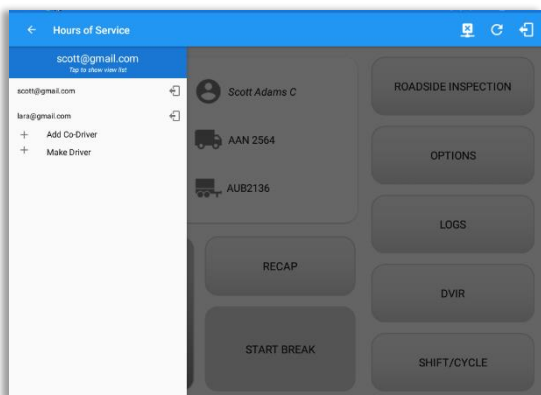 Hours of Service
scott@gmail.com
Tap to show view list
scott@gmail.com
lara@gmail.com
Add Co-Driver
Make Driver
Scott Adams C
AAN 2564
AUB2136
RECAP
START BREAK
ROADSIDE INSPECTION
OPTIONS
LOGS
DVIR
SHIFT/CYCLE